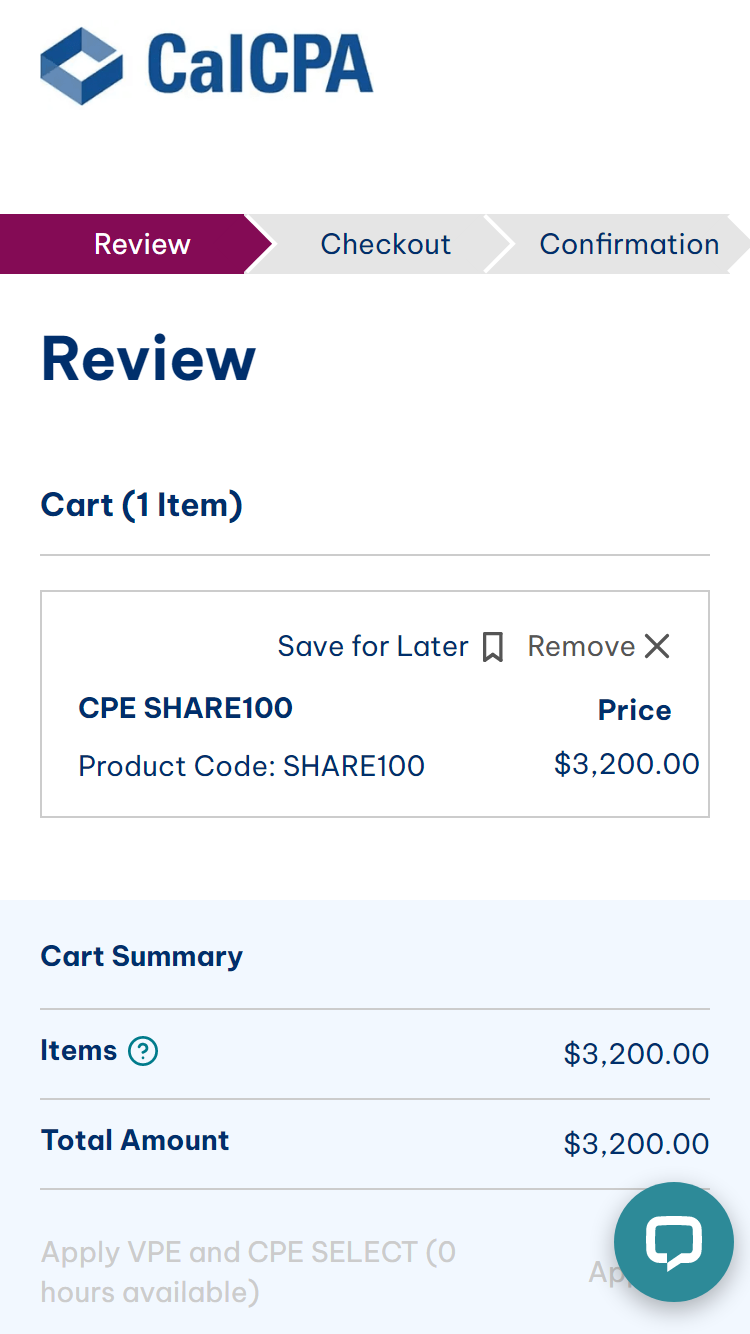 CalCPA
Review
Checkout
Confirmation
Review
Cart (1 Item)
Save for Later
Remove
CPE SHARE100
Price
Product Code: SHARE100
$3,200.00
Cart Summary
Items ?
$3,200.00
Total Amount
$3,200.00
Apply VPE and CPE SELECT (0
hours available)